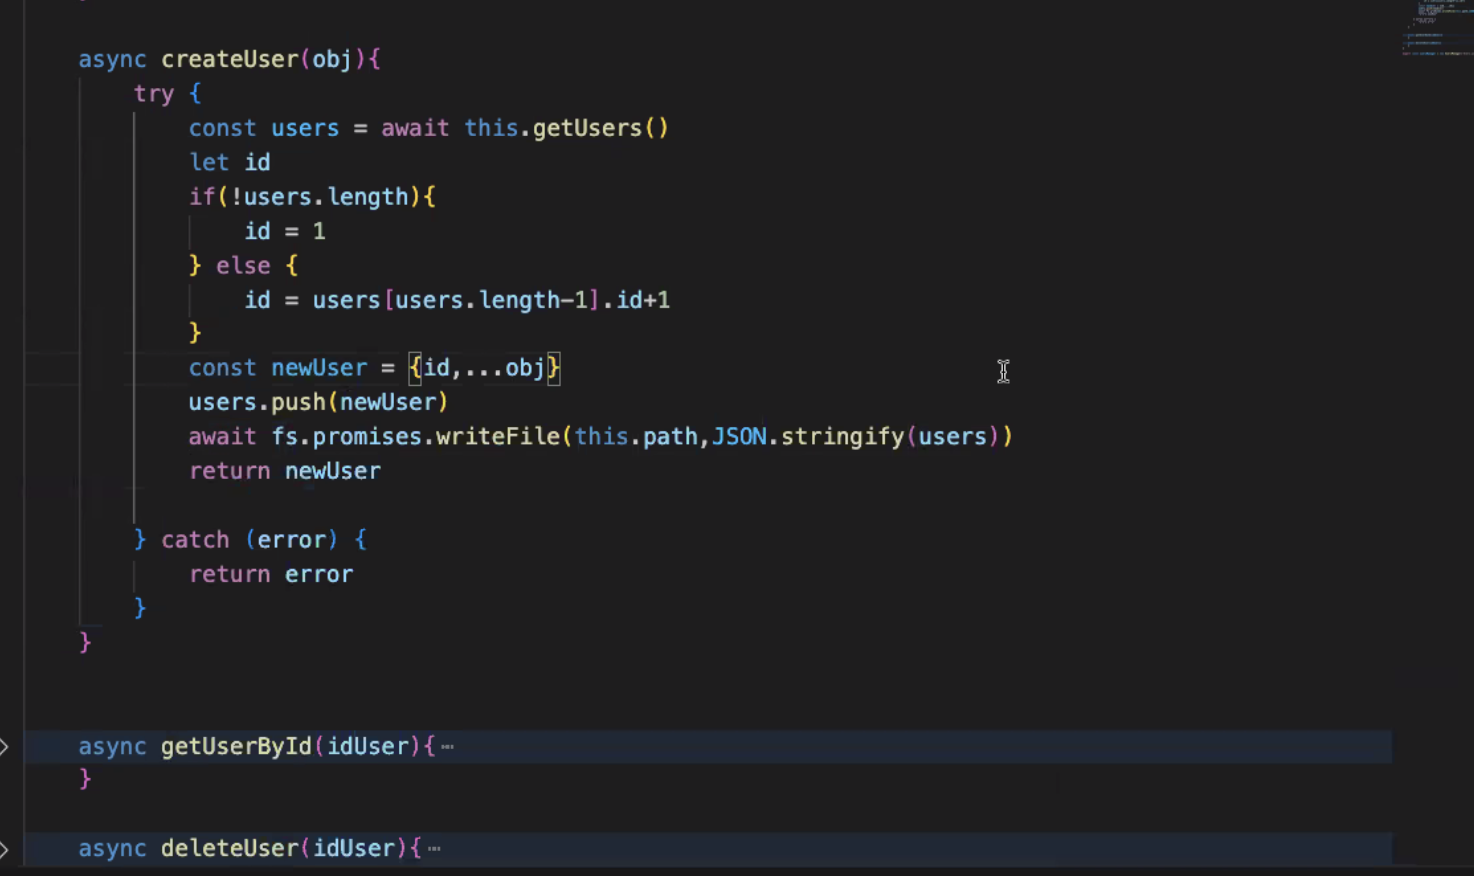 async createUser(obj){
try {
const users = await this.getUsers()
let id
if(!users.length){
id = 1
} else {
id = users[users.length-1].id+1
}
const newUser = {id,...obj}
users.push(newUser)
await fs.promises.writeFile(this.path,JSON.stringify(users))
return newUser
} catch (error) {
return error
}
}
async getUserById(idUser){ ⋯
}
async deleteUser(idUser){ ⋯